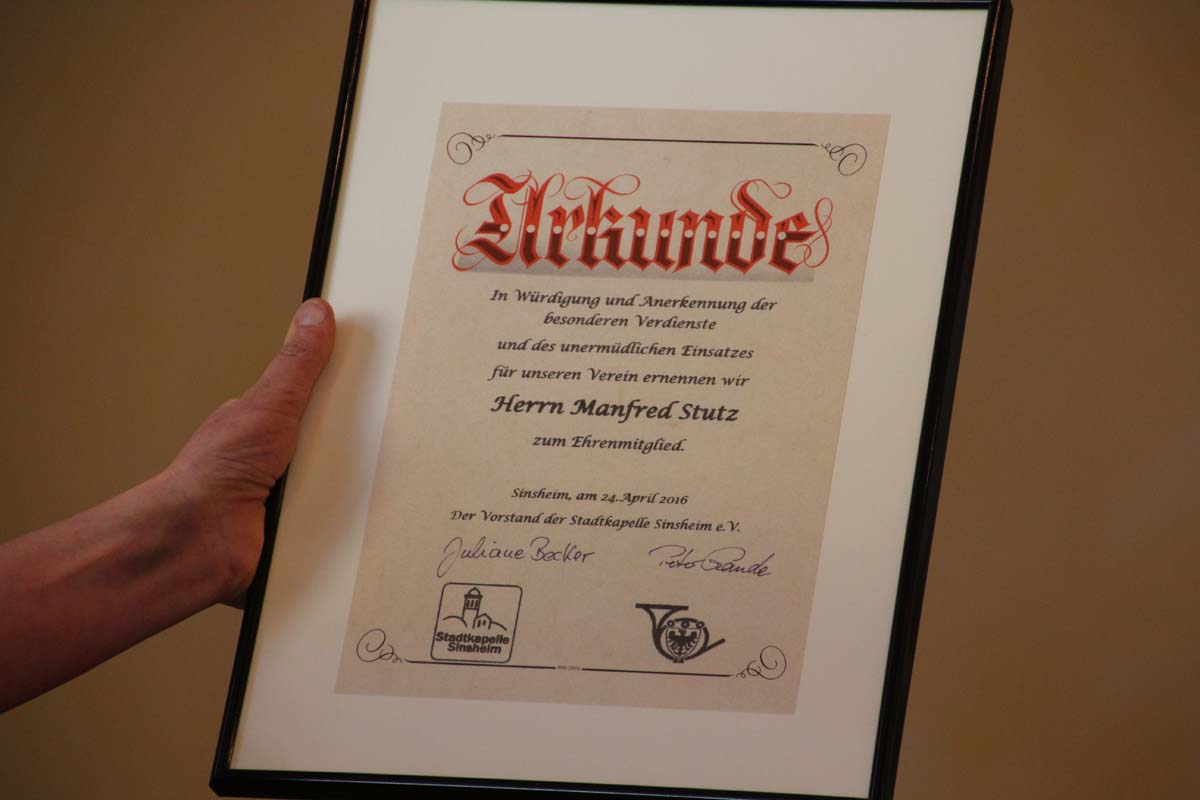 Urkunde
In Würdigung und Anerkennung der
besonderen Verdienste
und des unermüdlichen Einsatzes
für unseren Verein ernennen wir
Herrn Manfred Stutz
zum Ehrenmitglied.
Sinsheim, am 24. April 2016
Der Vorstand der Stadtkapelle Sinsheim e.V.
Juliane Becker Peter
Stadtkapelle
Sinsheim